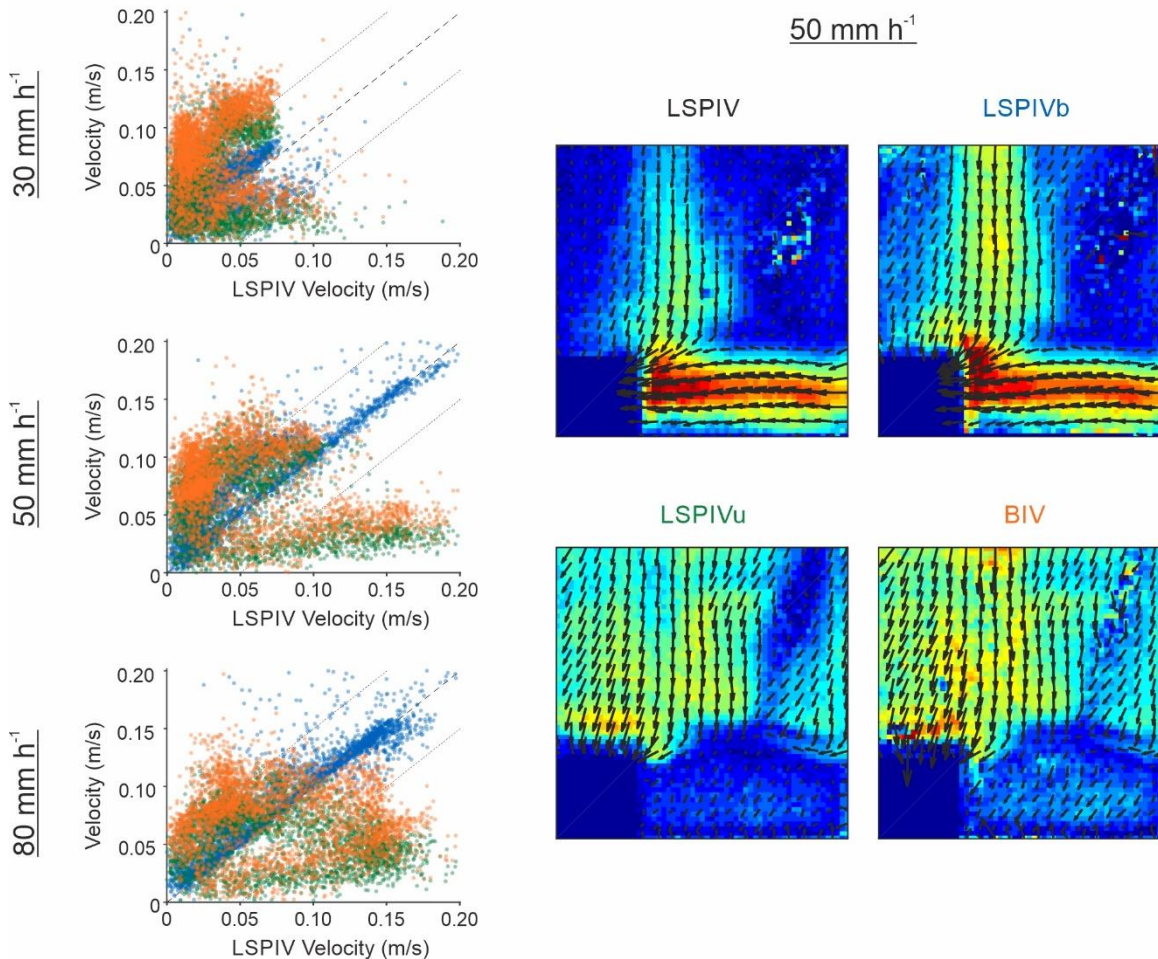 30 mm h⁻¹
Velocity (m/s)
0.20
0.15
0.10
0.05
0
0 0.05 0.10 0.15 0.20
LSPIV Velocity (m/s)
50 mm h⁻¹
Velocity (m/s)
0.20
0.15
0.10
0.05
0
0 0.05 0.10 0.15 0.20
LSPIV Velocity (m/s)
80 mm h⁻¹
Velocity (m/s)
0.20
0.15
0.10
0.05
0
0 0.05 0.10 0.15 0.20
LSPIV Velocity (m/s)
50 mm h⁻¹
LSPIV LSPIVb
LSPIVu BIV